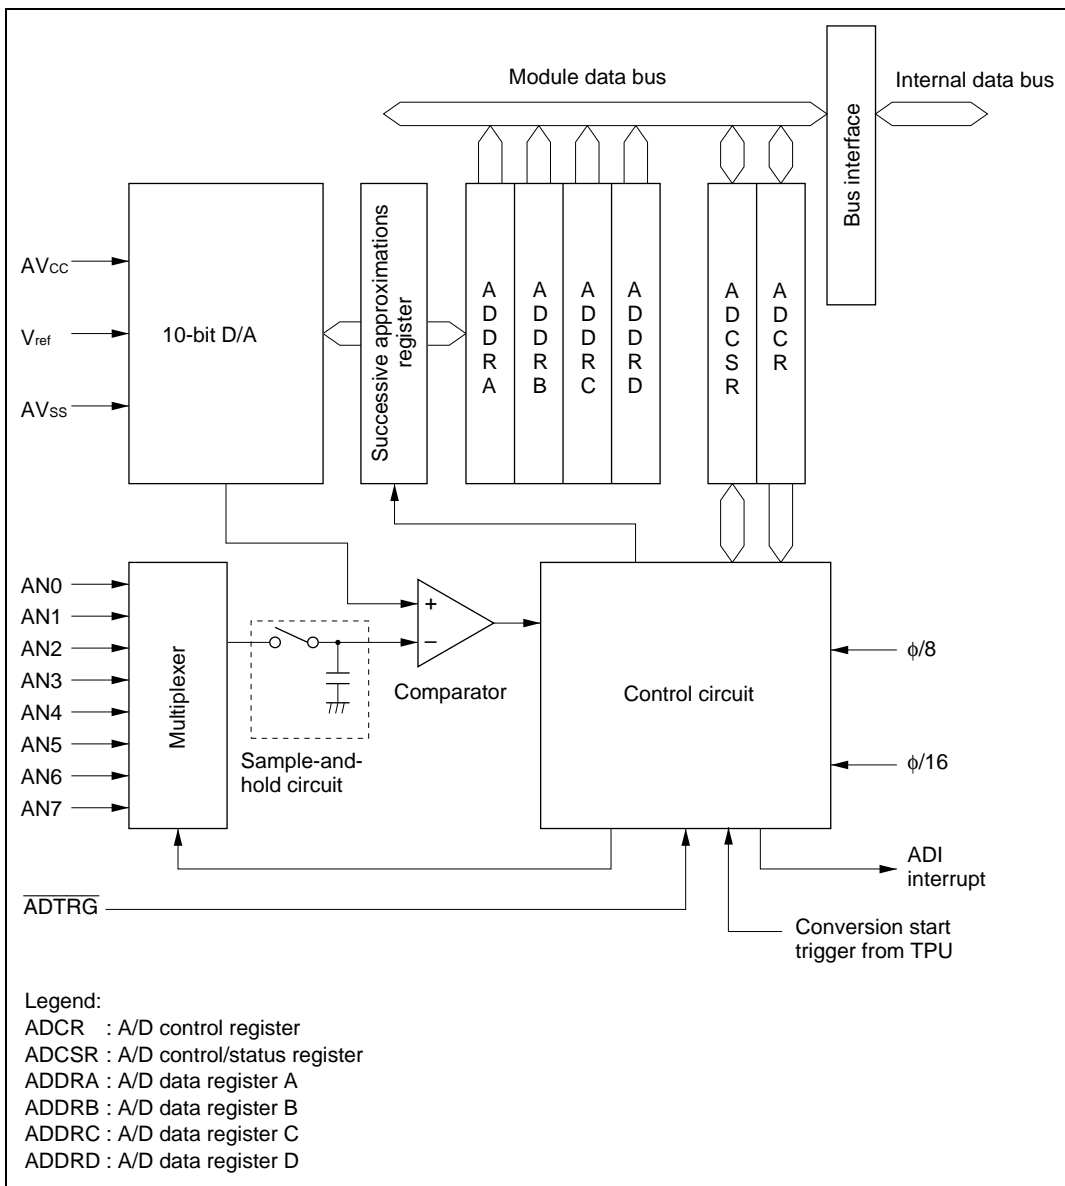 Module data bus
Internal data bus
Bus interface
AVCC
Vref
AVSS
10-bit D/A
Successive approximations
register
ADDRA
ADDRB
ADDRC
ADDRD
ADCSR
ADCR
AN0
AN1
AN2
AN3
AN4
AN5
AN6
AN7
Multiplexer
+
−
Comparator
Sample-and-
hold circuit
Control circuit
ϕ/8
ϕ/16
ADI
interrupt
ADTRG
Conversion start
trigger from TPU
Legend:
ADCR : A/D control register
ADCSR : A/D control/status register
ADDRA : A/D data register A
ADDRB : A/D data register B
ADDRC : A/D data register C
ADDRD : A/D data register D